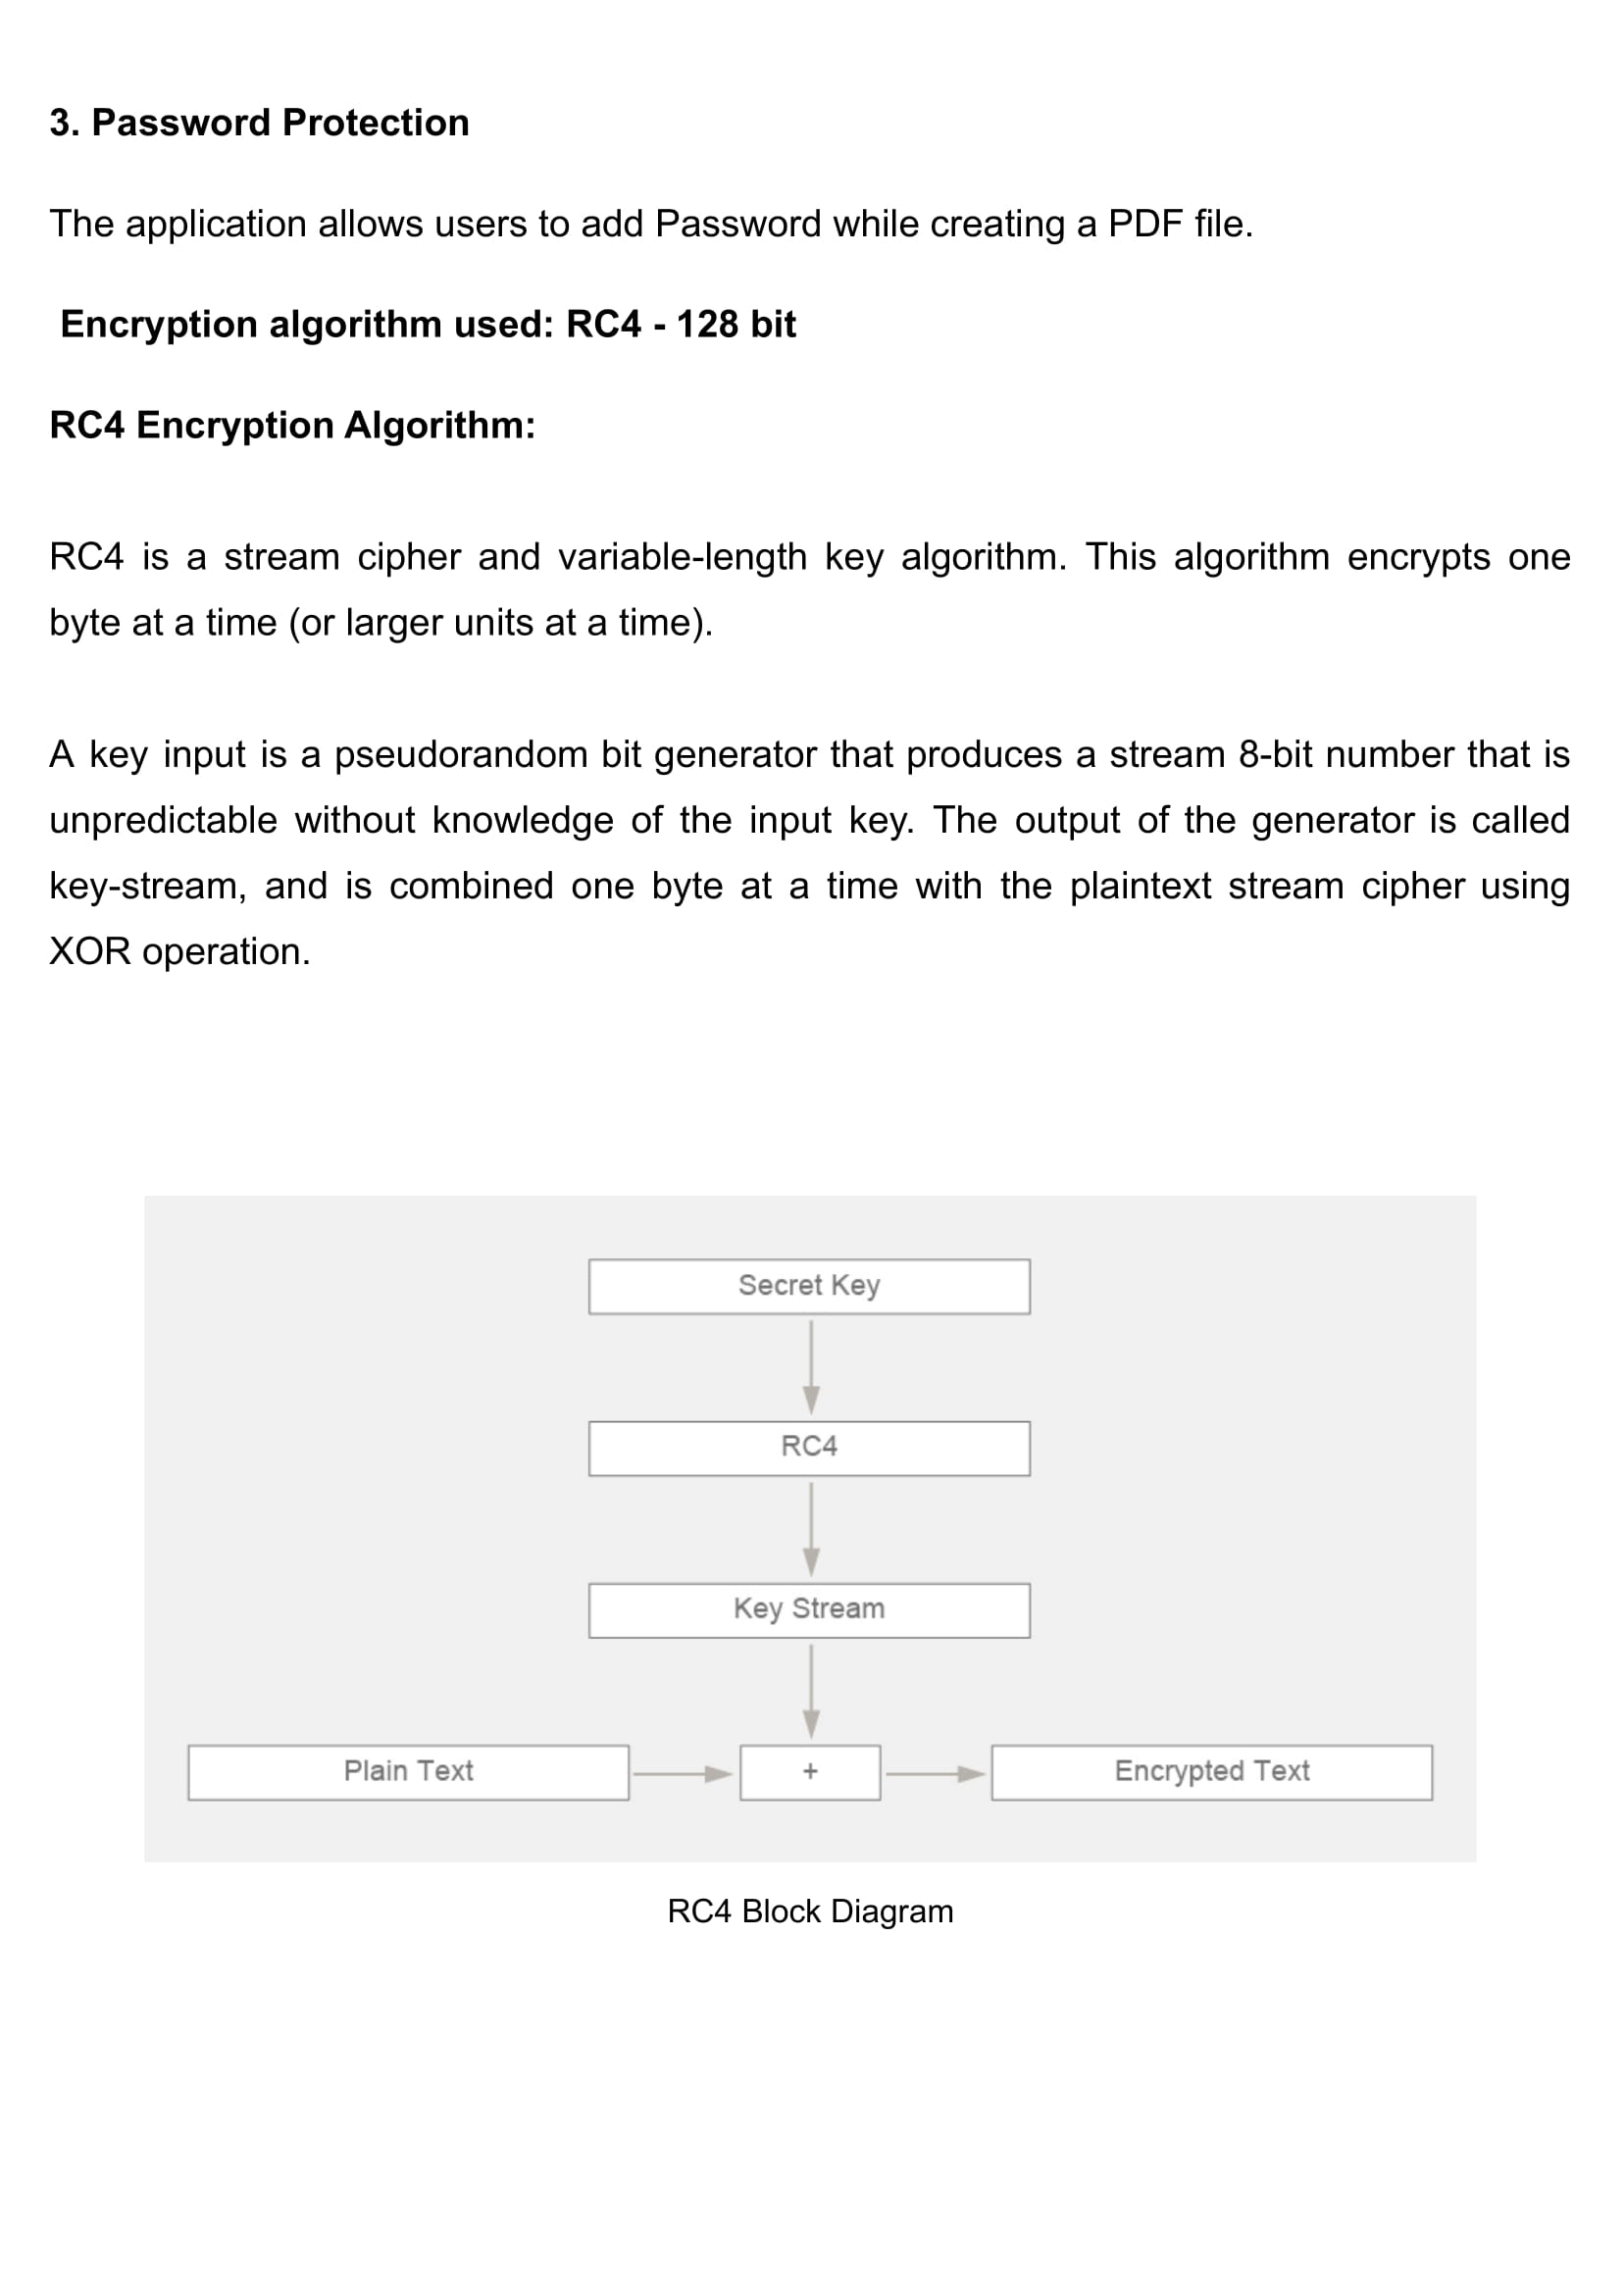 3. Password Protection
The application allows users to add Password while creating a PDF file.
Encryption algorithm used: RC4 - 128 bit
RC4 Encryption Algorithm:
RC4 is a stream cipher and variable-length key algorithm. This algorithm encrypts one
byte at a time (or larger units at a time).
A key input is a pseudorandom bit generator that produces a stream 8-bit number that is
unpredictable without knowledge of the input key. The output of the generator is called
key-stream, and is combined one byte at a time with the plaintext stream cipher using
XOR operation.
Secret Key
RC4
Key Stream
Plain Text + Encrypted Text
RC4 Block Diagram